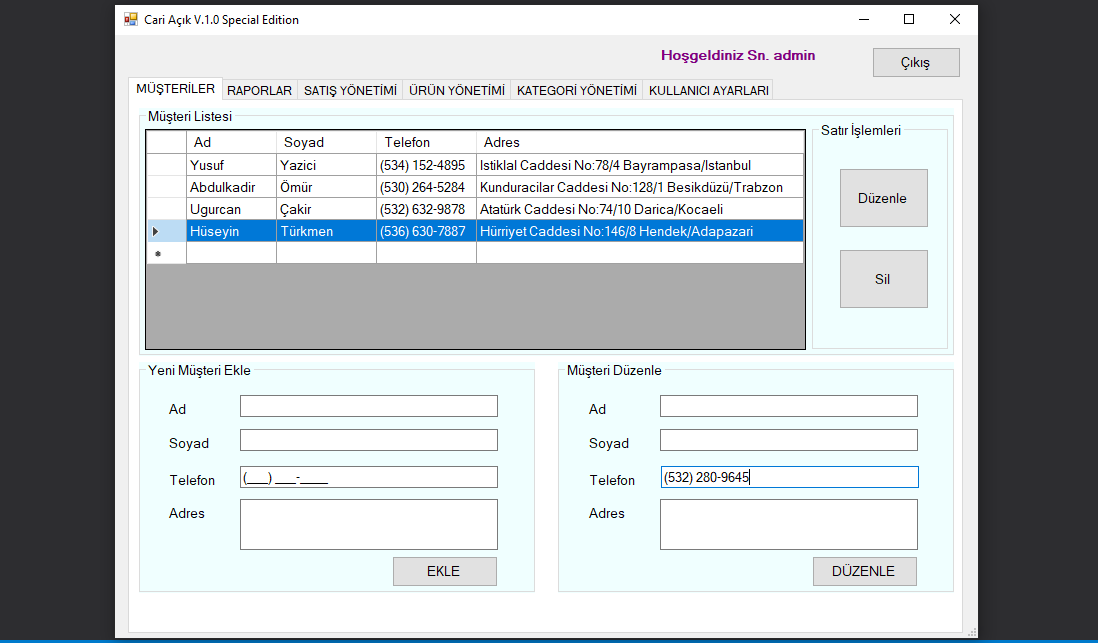 Cari Açık V.1.0 Special Edition
Hoşgeldiniz Sn. admin
Çıkış
MÜŞTERİLER RAPORLAR SATIŞ YÖNETİMİ ÜRÜN YÖNETİMİ KATEGORİ YÖNETİMİ KULLANICI AYARLARI
Müşteri Listesi
Ad Soyad Telefon Adres
Yusuf Yazici (534) 152-4895 Istiklal Caddesi No:78/4 Bayrampasa/Istanbul
Abdulkadir Ömür (530) 264-5284 Kunduracilar Caddesi No:128/1 Besikdüzü/Trabzon
Ugurcan Çakir (532) 632-9878 Atatürk Caddesi No:74/10 Darica/Kocaeli
Hüseyin Türkmen (536) 630-7887 Hürriyet Caddesi No:146/8 Hendek/Adapazari
Satır İşlemleri
Düzenle
Sil
Yeni Müşteri Ekle
Ad
Soyad
Telefon (___) ___-____
Adres
EKLE
Müşteri Düzenle
Ad
Soyad
Telefon (532) 280-9645
Adres
DÜZENLE